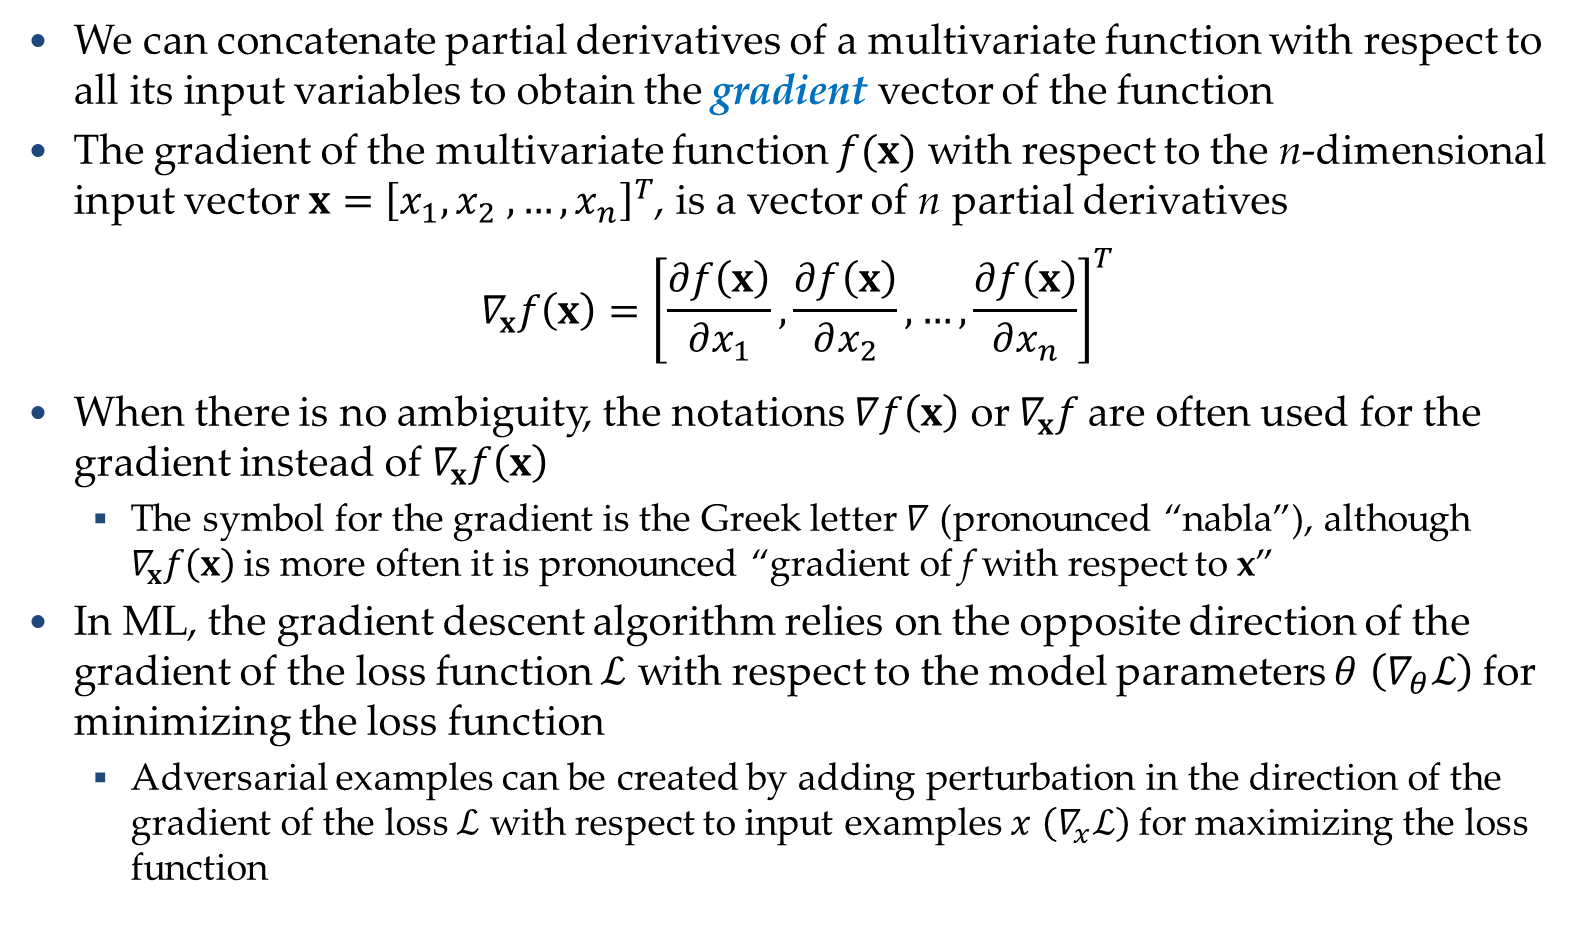 • We can concatenate partial derivatives of a multivariate function with respect to
all its input variables to obtain the gradient vector of the function
• The gradient of the multivariate function f(𝐱) with respect to the n-dimensional
input vector 𝐱 = [x₁, x₂ , …, xₙ]ᵀ, is a vector of n partial derivatives
∇𝐱f(𝐱) = [∂f(𝐱)/∂x₁, ∂f(𝐱)/∂x₂, …, ∂f(𝐱)/∂xₙ]ᵀ
• When there is no ambiguity, the notations ∇f(𝐱) or ∇𝐱f are often used for the
gradient instead of ∇𝐱f(𝐱)
▪ The symbol for the gradient is the Greek letter ∇ (pronounced “nabla”), although
∇𝐱f(𝐱) is more often it is pronounced “gradient of f with respect to 𝐱”
• In ML, the gradient descent algorithm relies on the opposite direction of the
gradient of the loss function ℒ with respect to the model parameters θ (∇θℒ) for
minimizing the loss function
▪ Adversarial examples can be created by adding perturbation in the direction of the
gradient of the loss ℒ with respect to input examples x (∇ₓℒ) for maximizing the loss
function